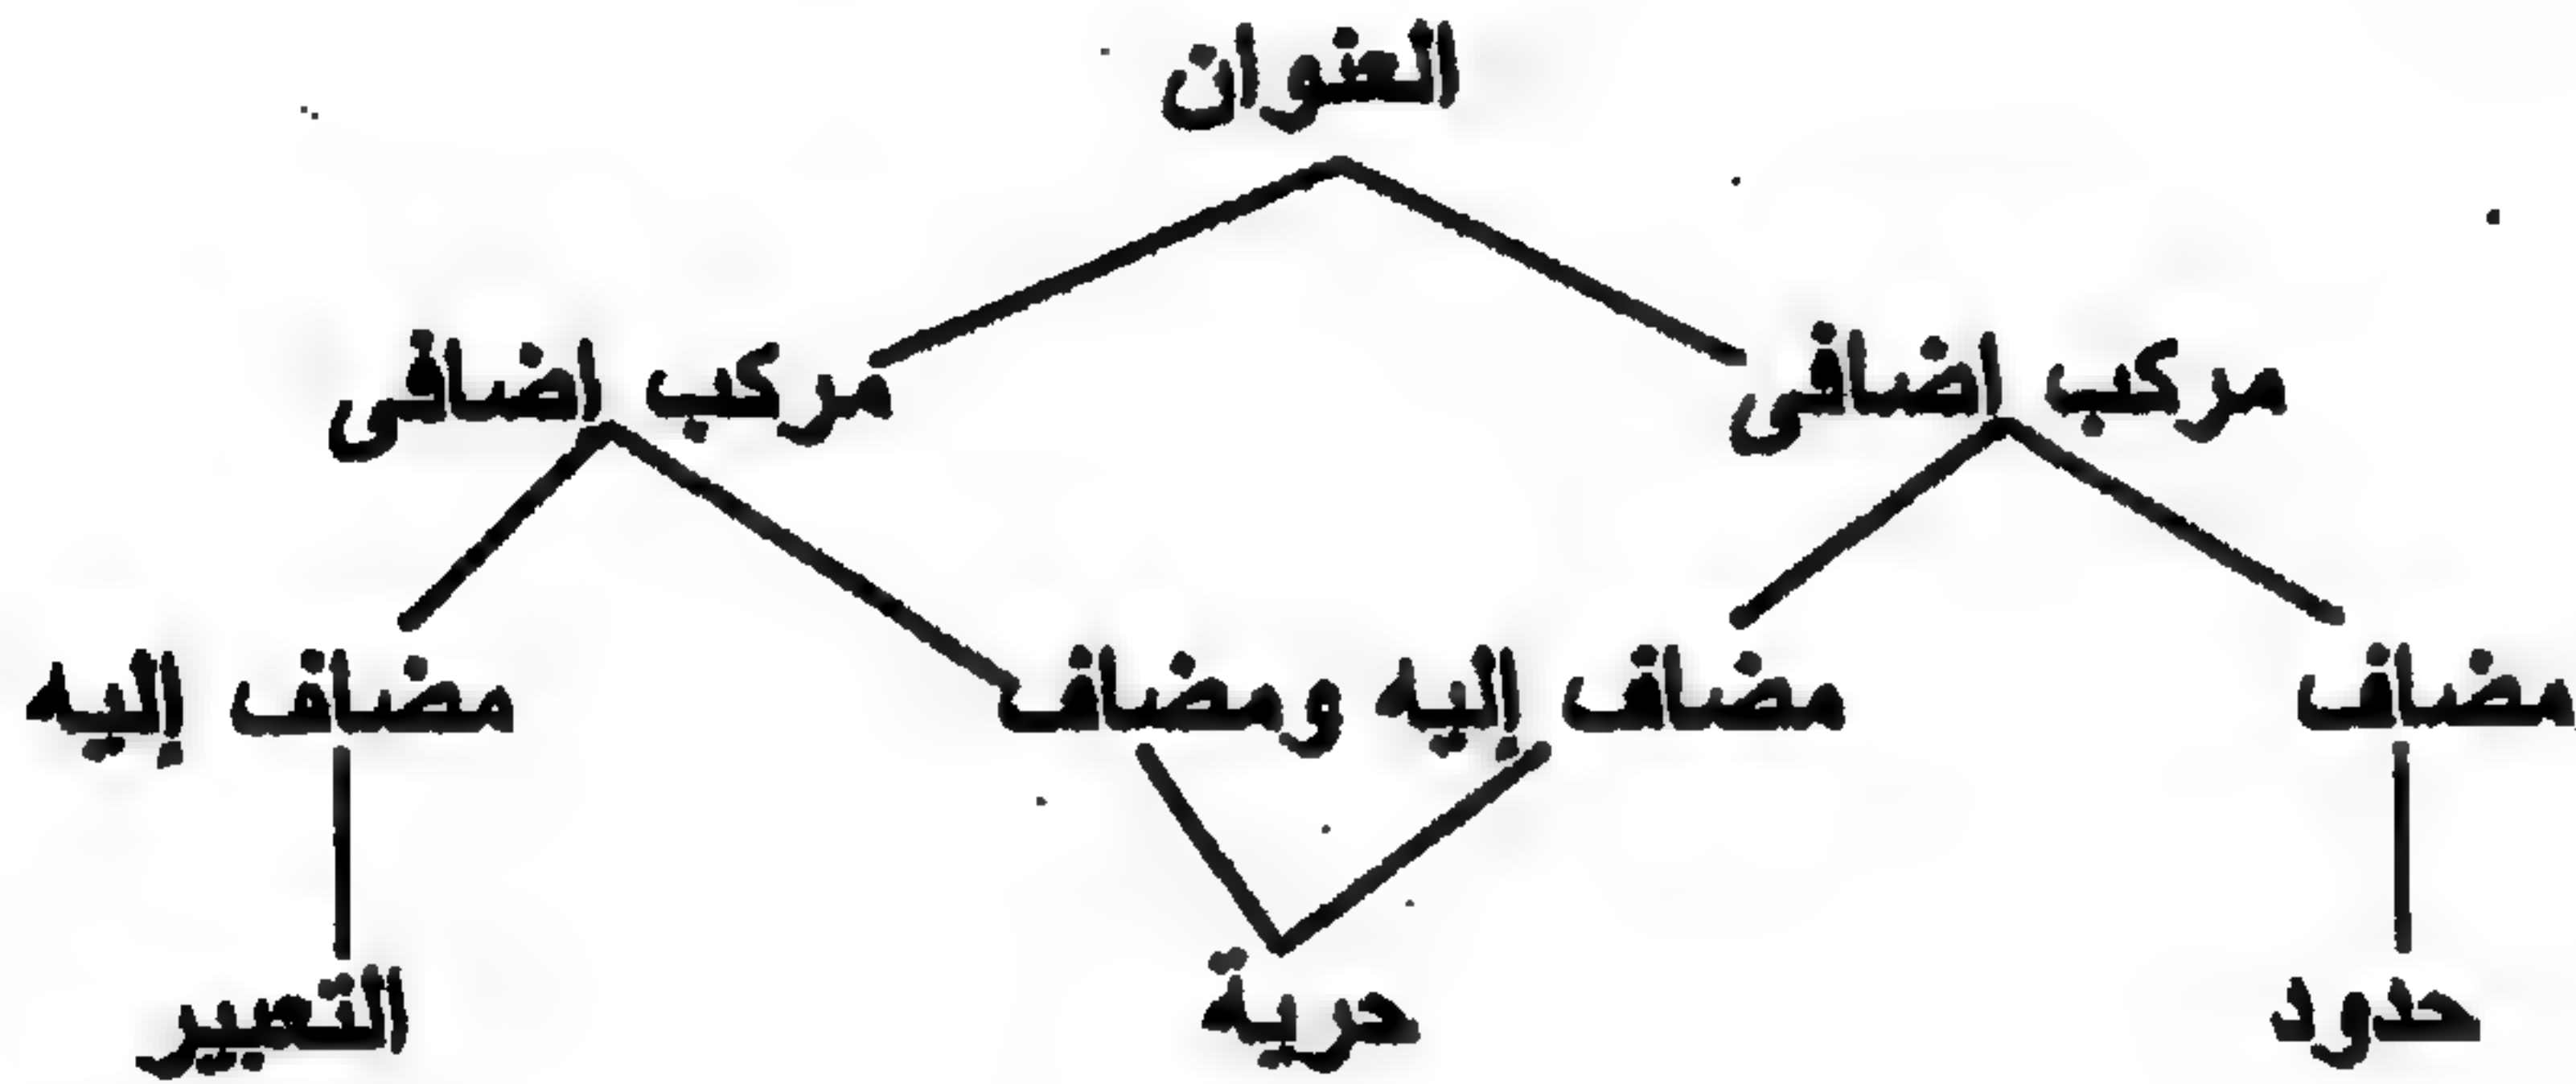 العنوان
مركب اضافى مركب اضافى
مضاف مضاف إليه ومضاف مضاف إليه
حدود حرية التعبير